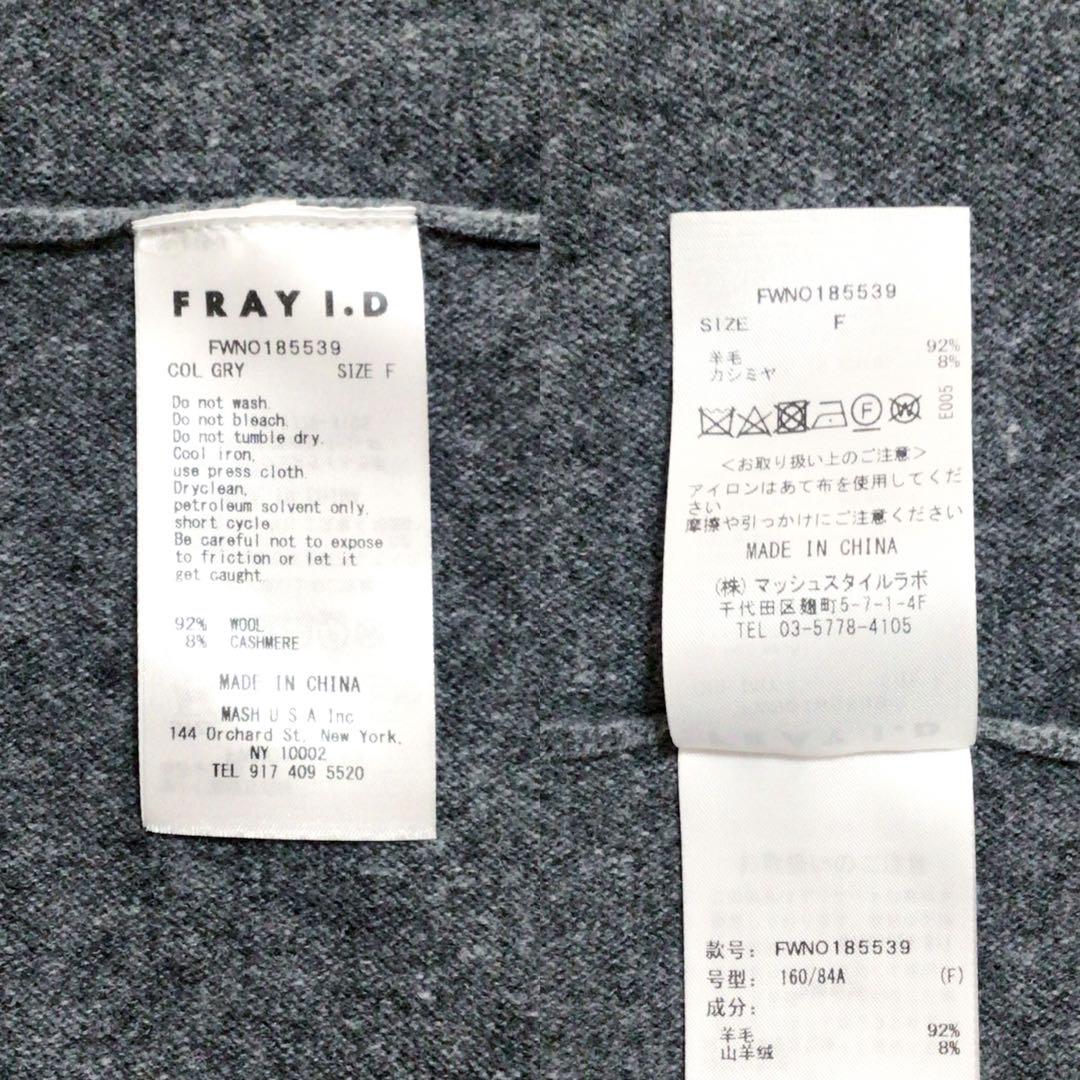 FRAY I.D
FWNO185539
COL GRY SIZE F
Do not wash.
Do not bleach.
Do not tumble dry.
Cool iron,
use press cloth.
Dryclean,
petroleum solvent only.
short cycle.
Be careful not to expose
to friction or let it
get caught.
92% WOOL
8% CASHMERE
MADE IN CHINA
MASH U S A Inc
144 Orchard St. New York,
NY 10002
TEL 917 409 5520
FWNO185539
SIZE F
羊毛 92%
カシミヤ 8%
F W
E005
<お取り扱い上のご注意>
アイロンはあて布を使用してくだ
さい
摩擦や引っかけにご注意ください
MADE IN CHINA
(株)マッシュスタイルラボ
千代田区麹町5-7-1-4F
TEL 03-5778-4105
款号: FWNO185539
号型: 160/84A (F)
成分:
羊毛 92%
山羊绒 8%